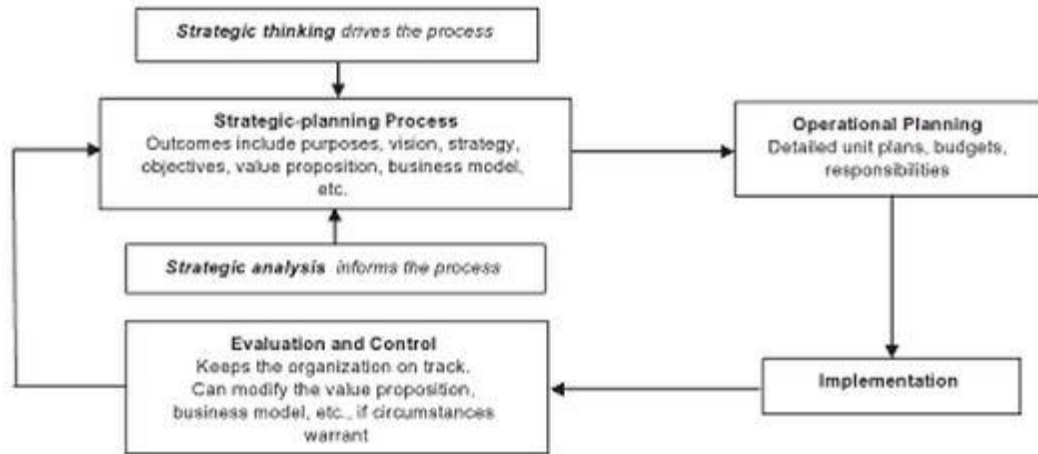 Strategic thinking drives the process
Strategic-planning Process
Outcomes include purposes, vision, strategy,
objectives, value proposition, business model,
etc.
Operational Planning
Detailed unit plans, budgets,
responsibilities
Strategic analysis informs the process
Evaluation and Control
Keeps the organization on track.
Can modify the value proposition,
business model, etc., if circumstances
warrant
Implementation